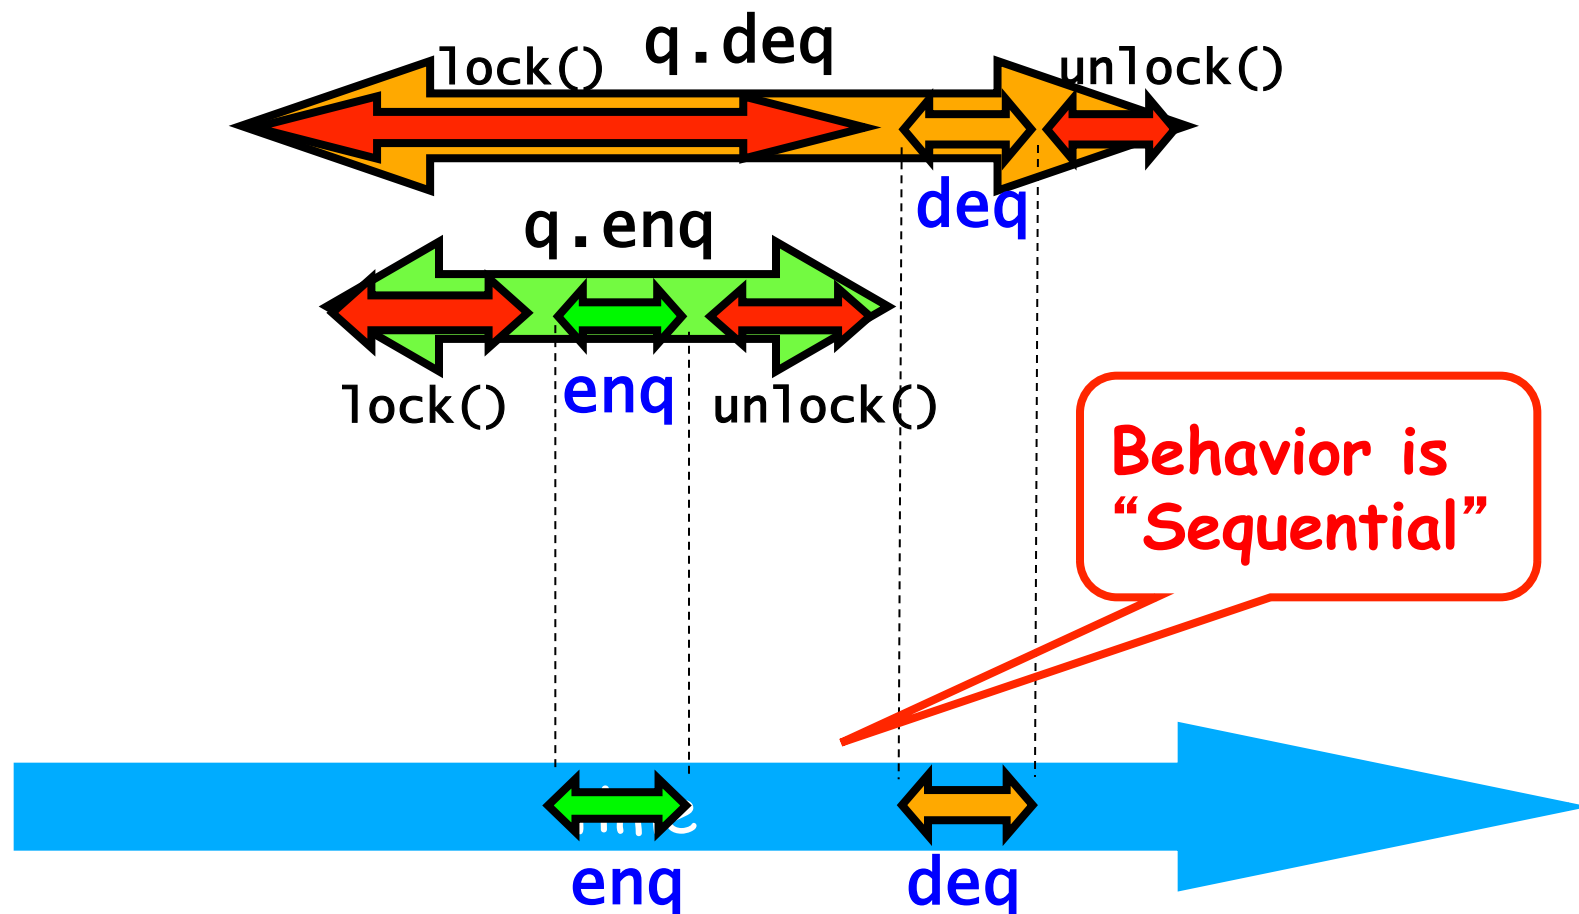 q.deq
lock()
unlock()
deq
q.enq
enq
lock()
unlock()
Behavior is
“Sequential”
enq
deq